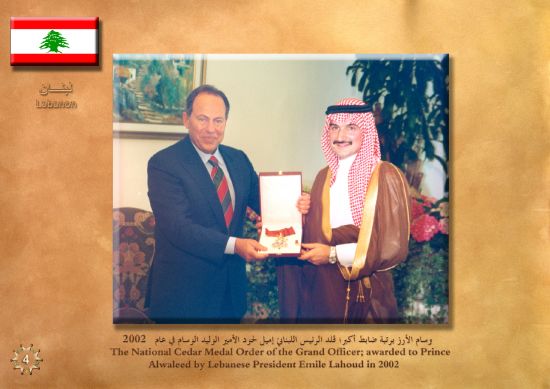 لبنان
Lebanon
وسام الأرز برتبة ضابط أكبر؛ قلد الرئيس اللبناني إميل لحود الأمير الوليد الوسام في عام 2002
The National Cedar Medal Order of the Grand Officer; awarded to Prince
Alwaleed by Lebanese President Emile Lahoud in 2002
4